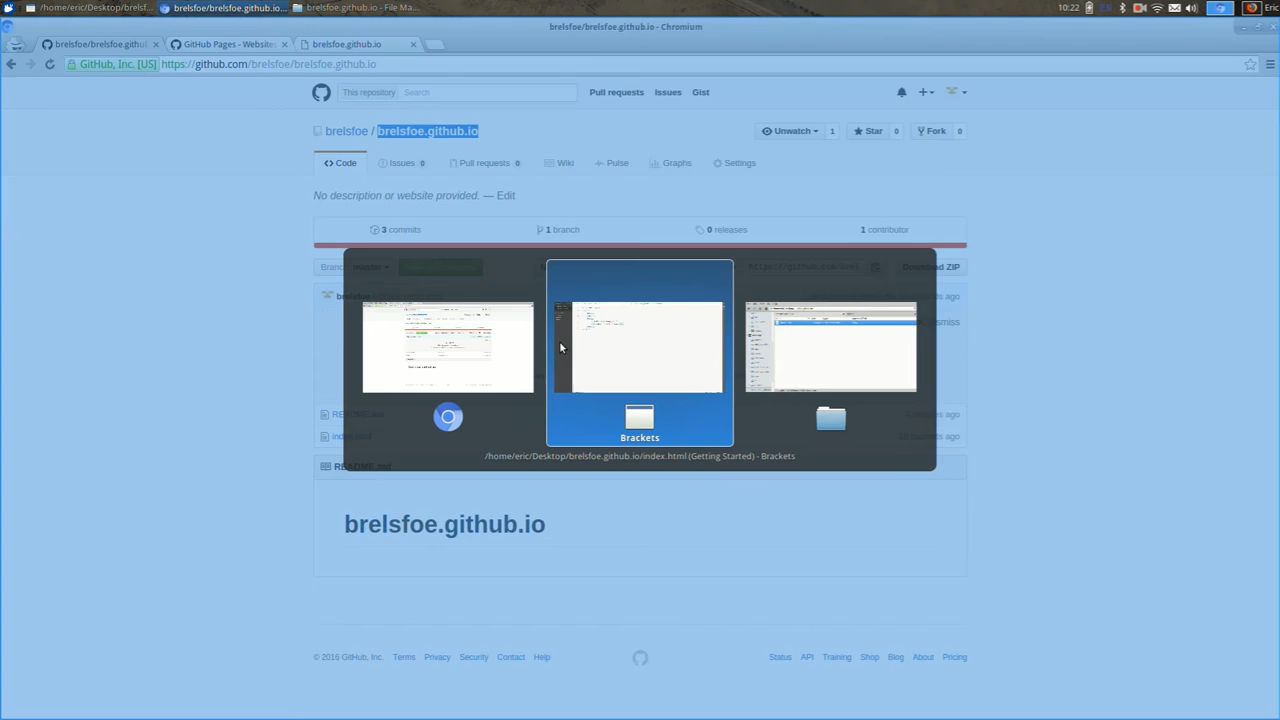 /home/eric/Desktop/brelsf...
brelsfoe/brelsfoe.github.io...
brelsfoe.github.io - File Ma...
10:22
Eric
brelsfoe/brelsfoe.github.io - Chromium
brelsfoe/brelsfoe.github
GitHub Pages - Websites
brelsfoe.github.io
GitHub, Inc. [US]
https://github.com/brelsfoe/brelsfoe.github.io
This repository
Search
Pull requests
Issues
Gist
brelsfoe / brelsfoe.github.io
Unwatch
1
Star
0
Fork
0
Code
Issues 0
Pull requests 0
Wiki
Pulse
Graphs
Settings
No description or website provided. — Edit
3 commits
1 branch
0 releases
1 contributor
Download ZIP
Brackets
/home/eric/Desktop/brelsfoe.github.io/index.html (Getting Started) - Brackets
brelsfoe.github.io
© 2016 GitHub, Inc.
Terms
Privacy
Security
Contact
Help
Status
API
Training
Shop
Blog
About
Pricing